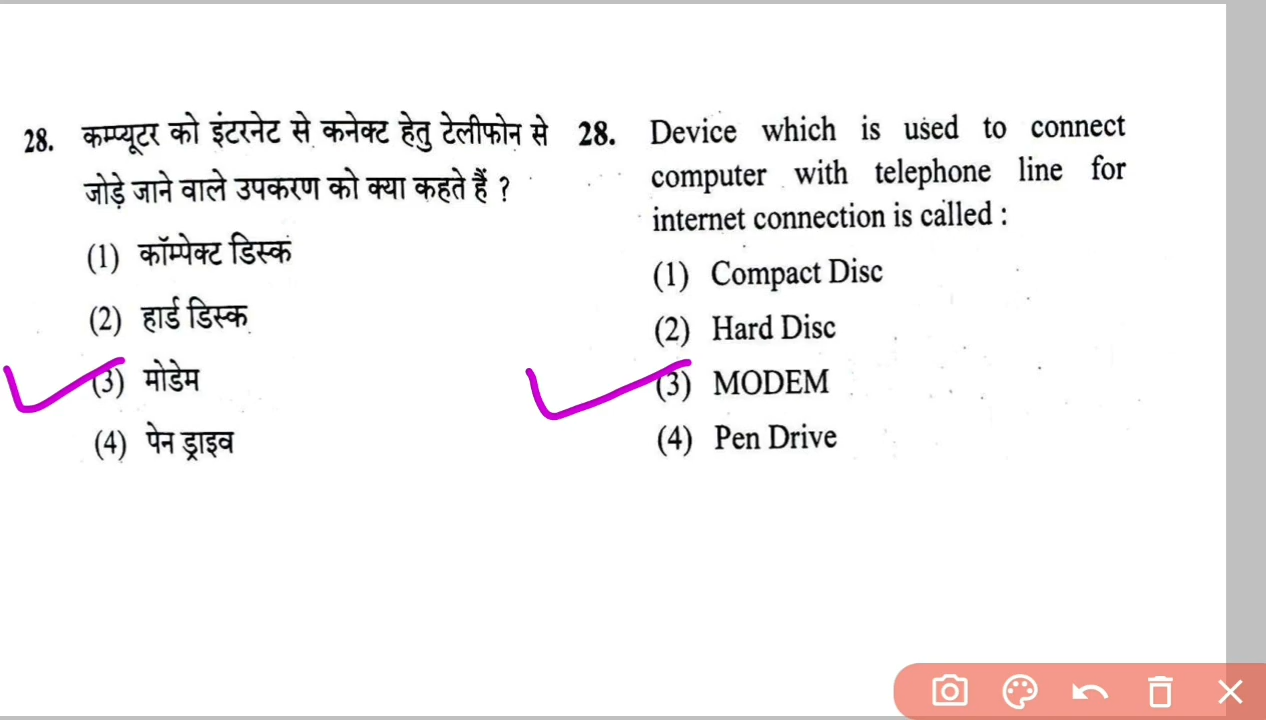 28. कम्प्यूटर को इंटरनेट से कनेक्ट हेतु टेलीफोन से
जोड़े जाने वाले उपकरण को क्या कहते हैं ?
(1) कॉम्पेक्ट डिस्क
(2) हार्ड डिस्क
(3) मोडेम
(4) पेन ड्राइव
28. Device which is used to connect
computer with telephone line for
internet connection is called :
(1) Compact Disc
(2) Hard Disc
(3) MODEM
(4) Pen Drive